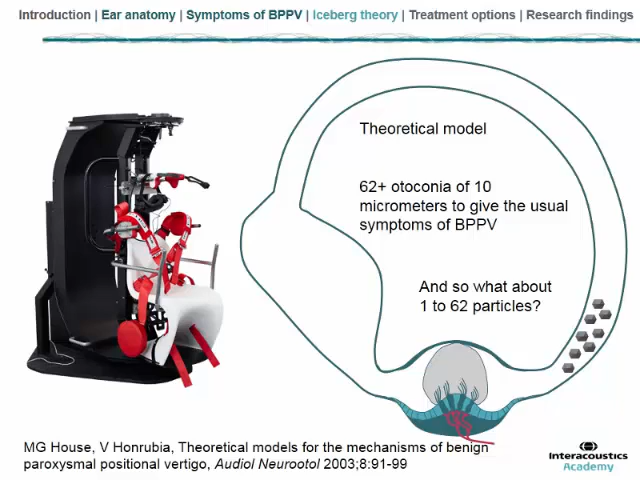 Introduction | Ear anatomy | Symptoms of BPPV | Iceberg theory | Treatment options | Research findings
Theoretical model
62+ otoconia of 10
micrometers to give the usual
symptoms of BPPV
And so what about
1 to 62 particles?
MG House, V Honrubia, Theoretical models for the mechanisms of benign
paroxysmal positional vertigo, Audiol Neurootol 2003;8:91-99
Interacoustics
Academy